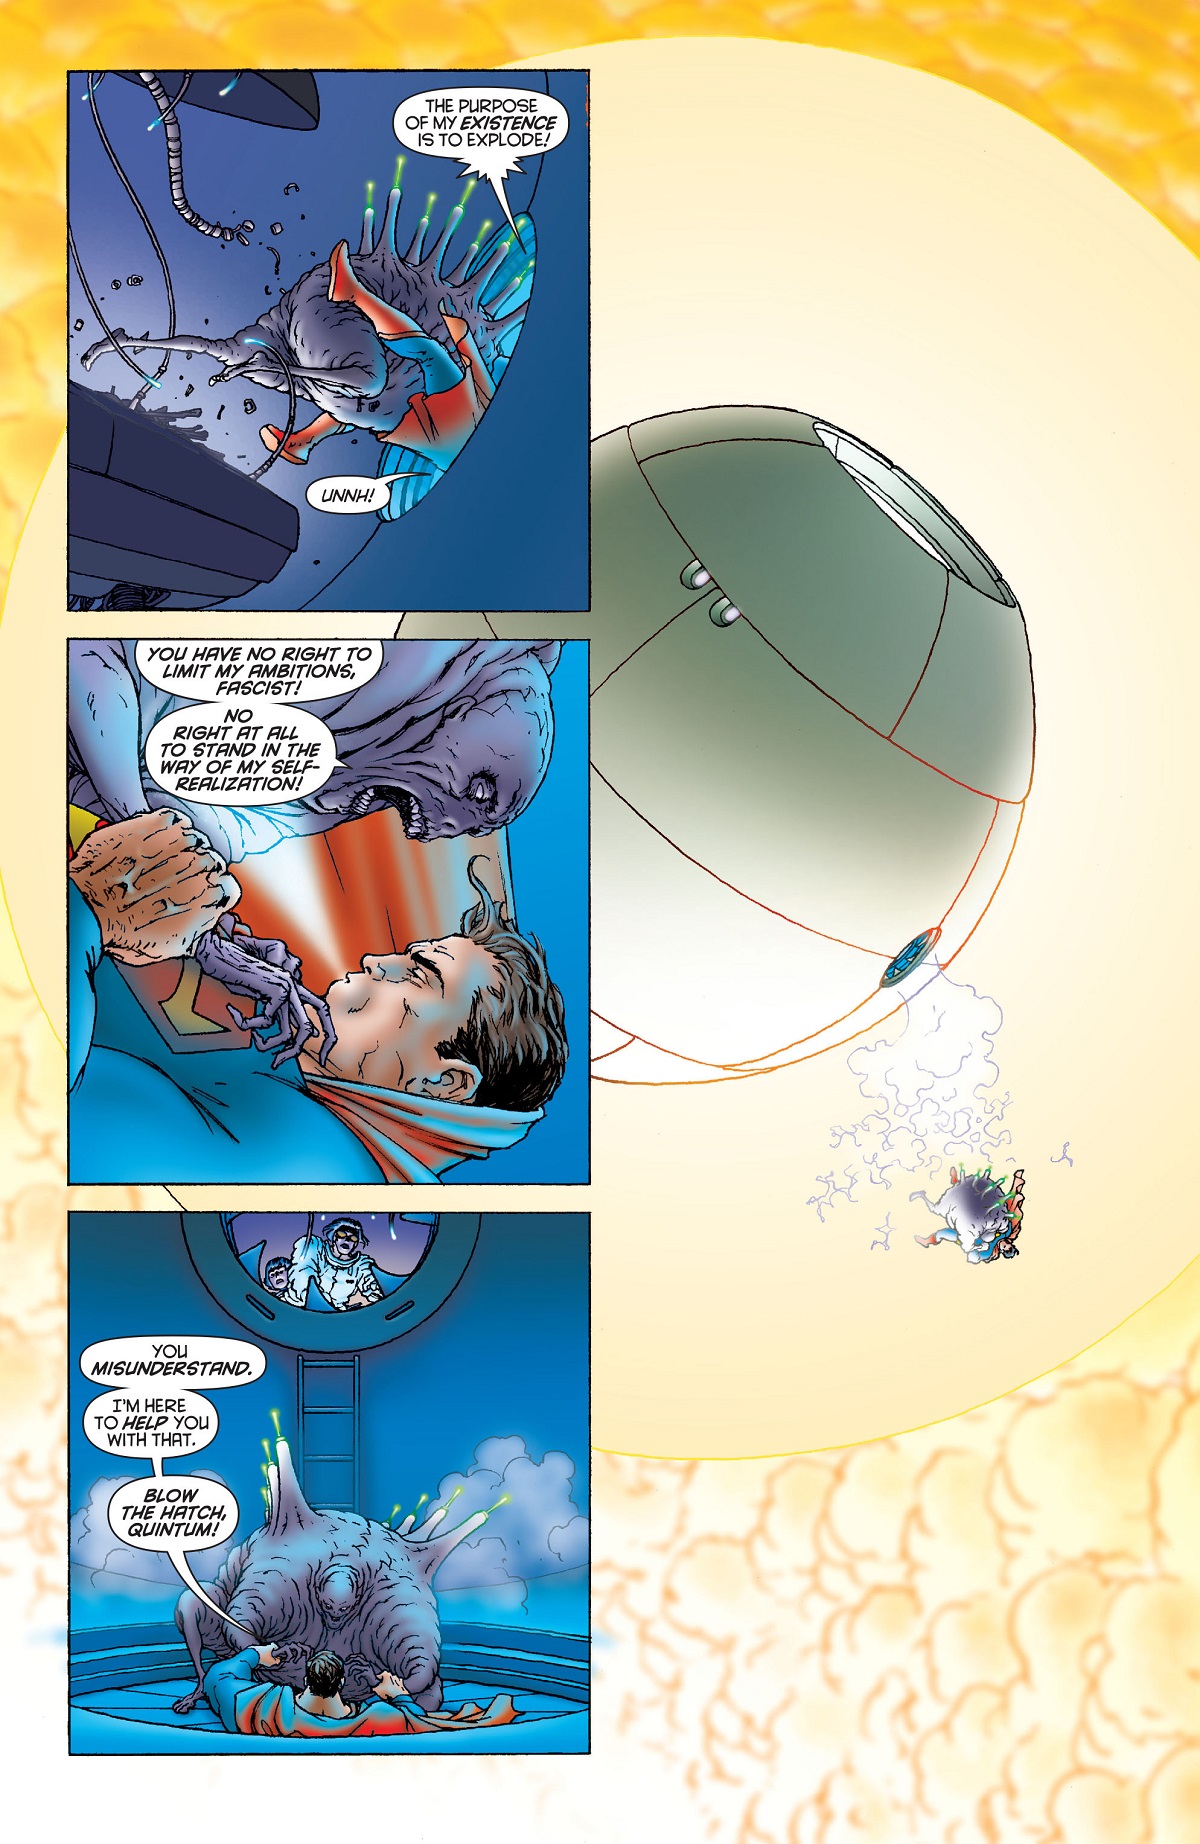 THE PURPOSE
OF MY EXISTENCE
IS TO EXPLODE!
UNNH!
YOU HAVE NO RIGHT TO
LIMIT MY AMBITIONS,
FASCIST!
NO
RIGHT AT ALL
TO STAND IN THE
WAY OF MY SELF-
REALIZATION!
YOU
MISUNDERSTAND.
I'M HERE
TO HELP YOU
WITH THAT.
BLOW
THE HATCH,
QUINTUM!